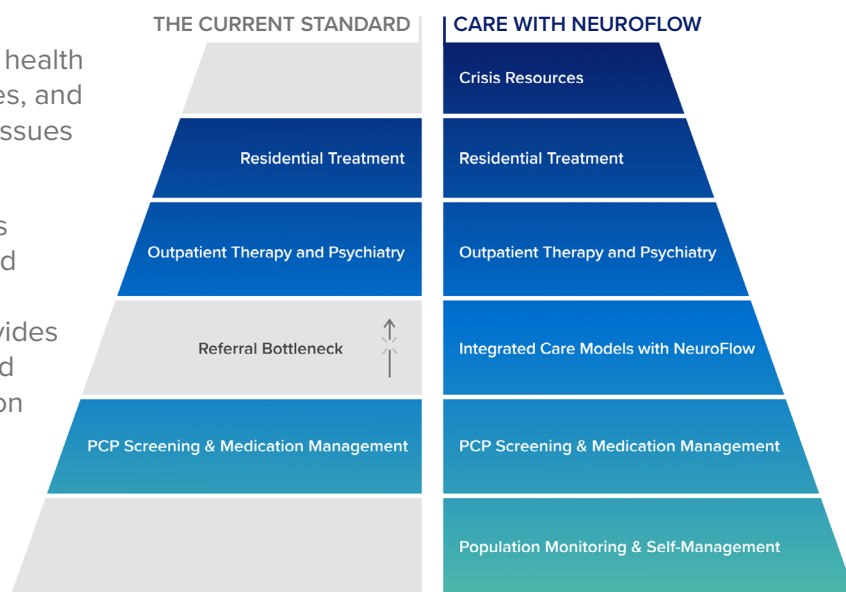 THE CURRENT STANDARD
CARE WITH NEUROFLOW
health
es, and
issues
s
d
vides
d
on
Crisis Resources
Residential Treatment
Residential Treatment
Outpatient Therapy and Psychiatry
Outpatient Therapy and Psychiatry
Referral Bottleneck
Integrated Care Models with NeuroFlow
PCP Screening & Medication Management
PCP Screening & Medication Management
Population Monitoring & Self-Management